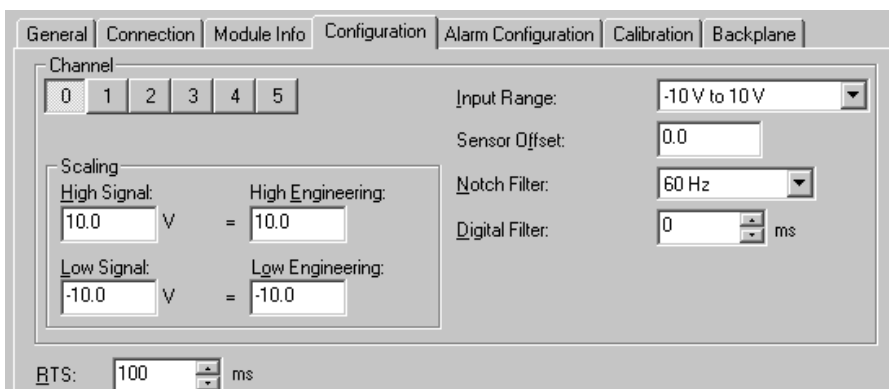 General Connection Module Info Configuration Alarm Configuration Calibration Backplane
Channel
0 1 2 3 4 5
Input Range: -10 V to 10 V
Sensor Offset: 0.0
Scaling
High Signal: High Engineering:
10.0 V = 10.0
Notch Filter: 60 Hz
Digital Filter: 0 ms
Low Signal: Low Engineering:
-10.0 V = -10.0
RTS: 100 ms